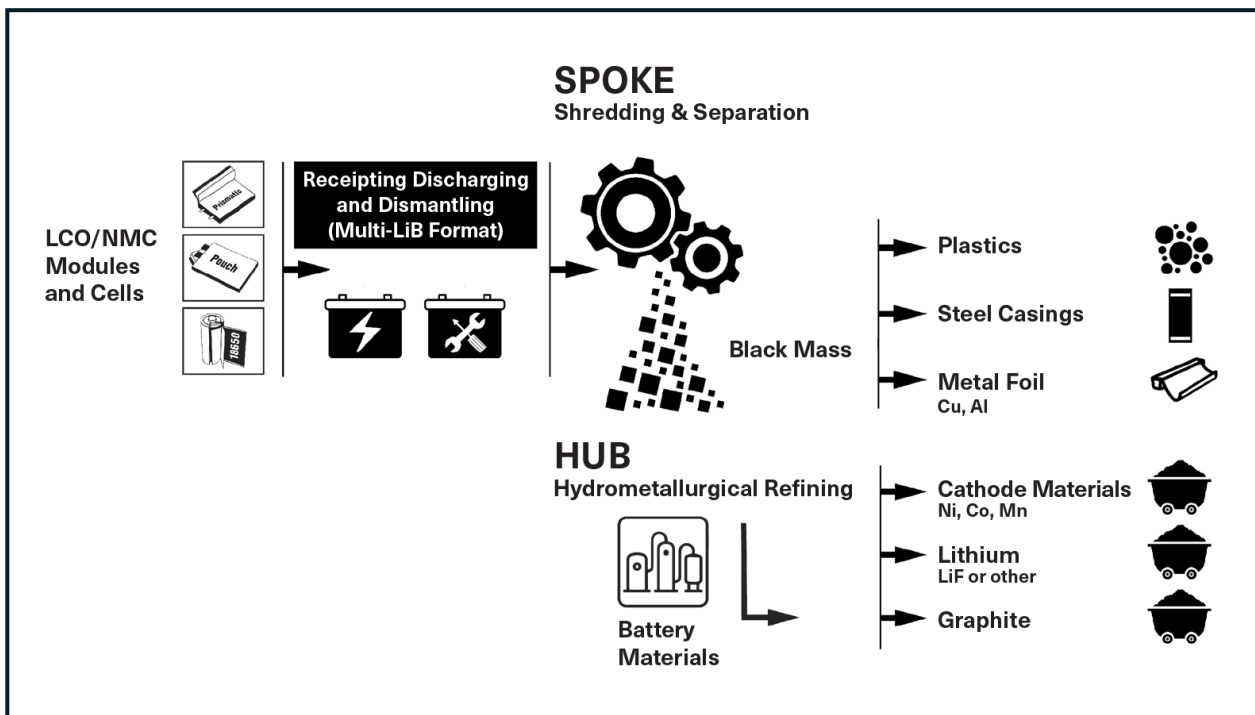 SPOKE
Shredding & Separation
LCO/NMC
Modules
and Cells
Prismatic
Pouch
18650
Receipting Discharging
and Dismantling
(Multi-LiB Format)
Black Mass
Plastics
Steel Casings
Metal Foil
Cu, Al
HUB
Hydrometallurgical Refining
Battery
Materials
Cathode Materials
Ni, Co, Mn
Lithium
LiF or other
Graphite